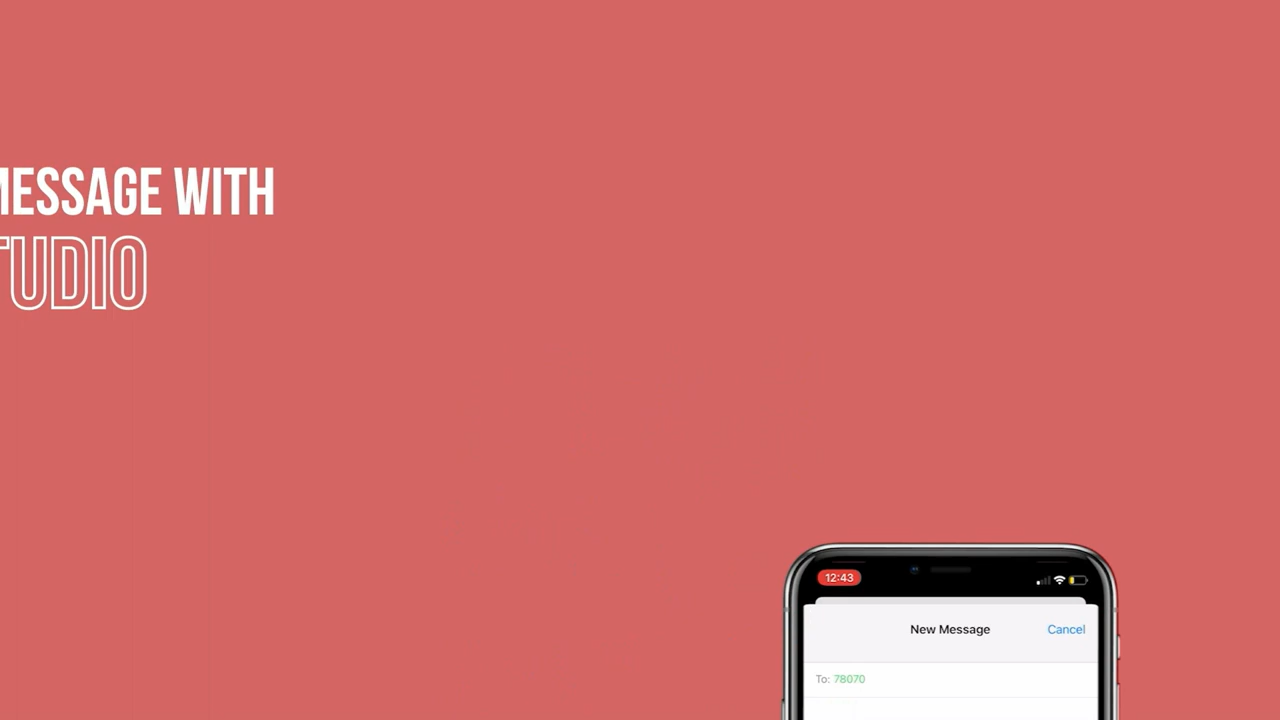 MESSAGE WITH
TUDIO
12:43
New Message
Cancel
To: 78070